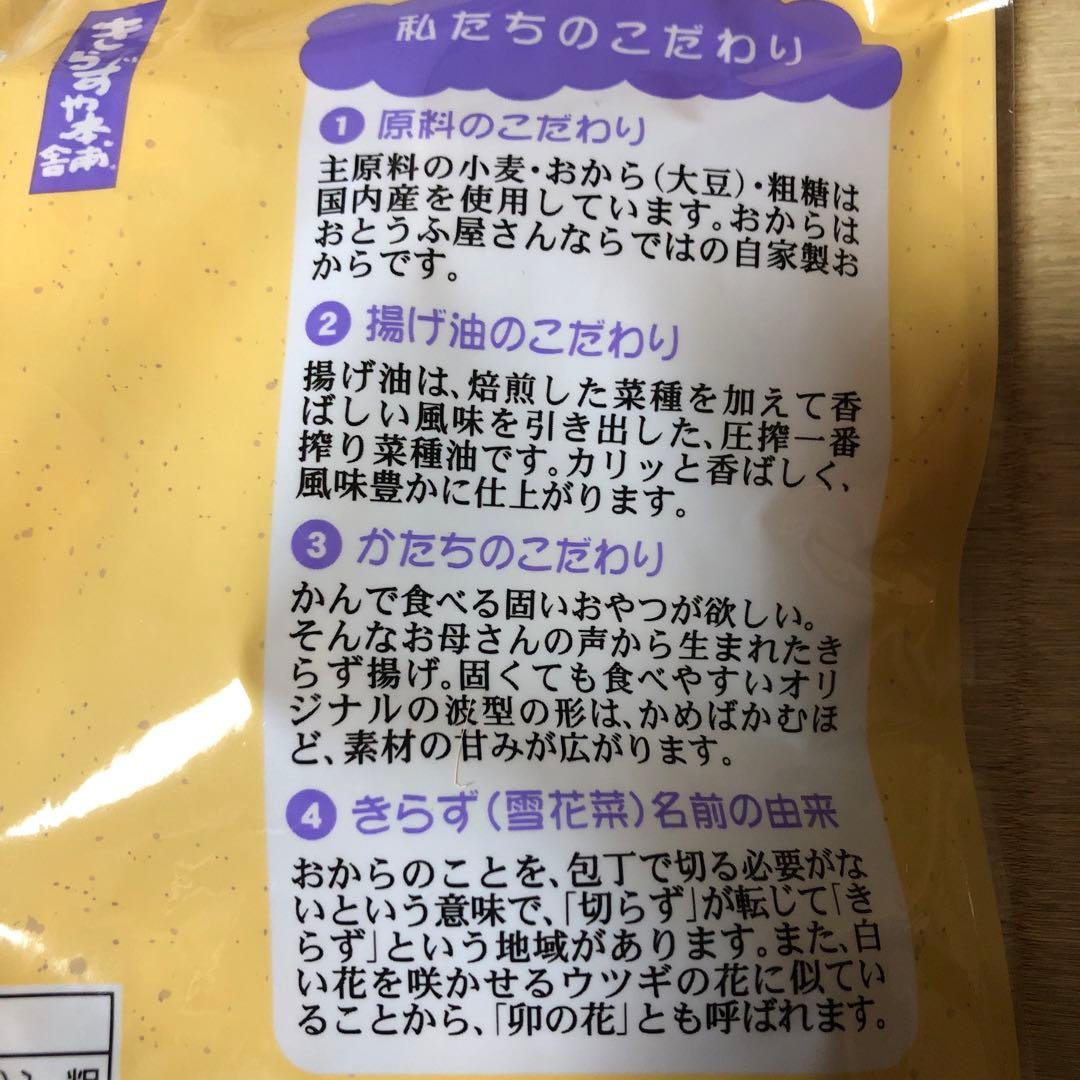 きらずや本舗
私たちのこだわり
1 原料のこだわり
主原料の小麦・おから(大豆)・粗糖は
国内産を使用しています。おからは
おとうふ屋さんならではの自家製お
からです。
2 揚げ油のこだわり
揚げ油は、焙煎した菜種を加えて香
ばしい風味を引き出した、圧搾一番
搾り菜種油です。カリッと香ばしく、
風味豊かに仕上がります。
3 かたちのこだわり
かんで食べる固いおやつが欲しい。
そんなお母さんの声から生まれたき
らず揚げ。固くても食べやすいオリ
ジナルの波型の形は、かめばかむほ
ど、素材の甘みが広がります。
4 きらず(雪花菜)名前の由来
おからのことを、包丁で切る必要がな
いという意味で、「切らず」が転じて「き
らず」という地域があります。また、白
い花を咲かせるウツギの花に似てい
ることから、「卯の花」とも呼ばれます。